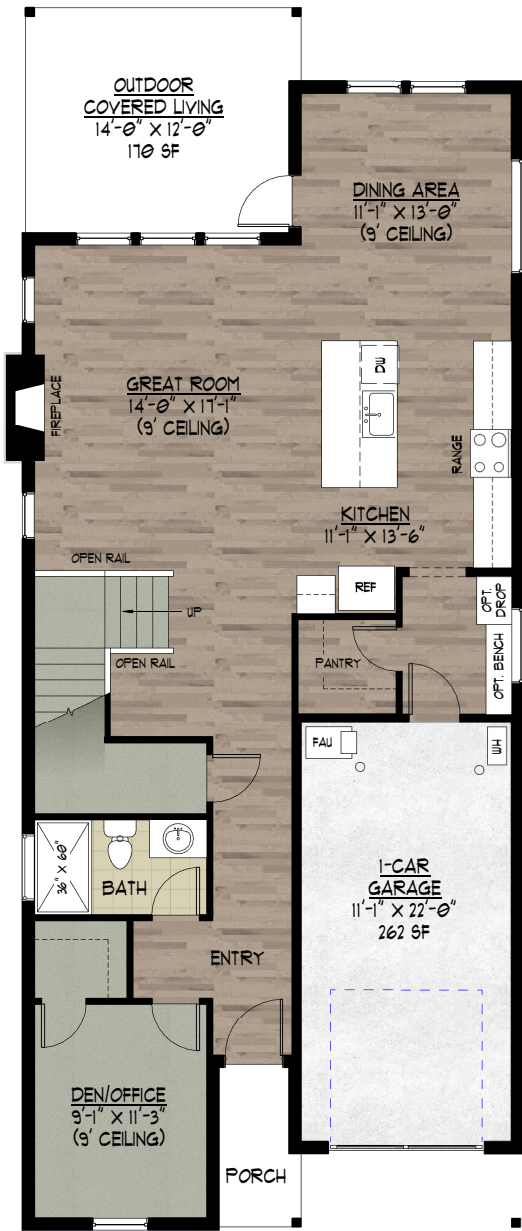 OUTDOOR
COVERED LIVING
14'-0" X 12'-0"
170 SF
DINING AREA
11'-1" X 13'-0"
(9' CEILING)
GREAT ROOM
14'-0" X 17'-1"
(9' CEILING)
FIREPLACE
DW
RANGE
KITCHEN
11'-1" X 13'-6"
OPEN RAIL
REF
UP
OPT. DROP
OPEN RAIL
PANTRY
OPT. BENCH
FAU
WH
36" X 60"
BATH
1-CAR
GARAGE
11'-1" X 22'-0"
262 SF
ENTRY
DEN/OFFICE
9'-1" X 11'-3"
(9' CEILING)
PORCH